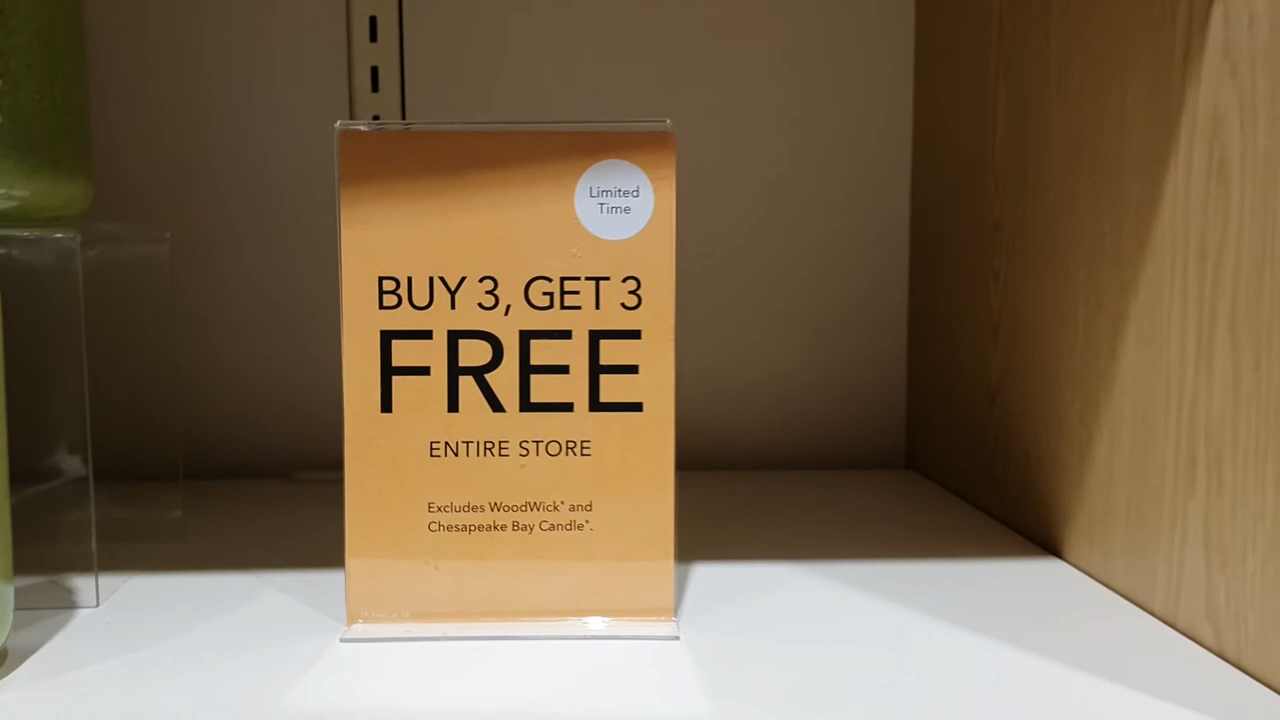 Limited
Time
BUY 3, GET 3
FREE
ENTIRE STORE
Excludes WoodWick® and
Chesapeake Bay Candle®.